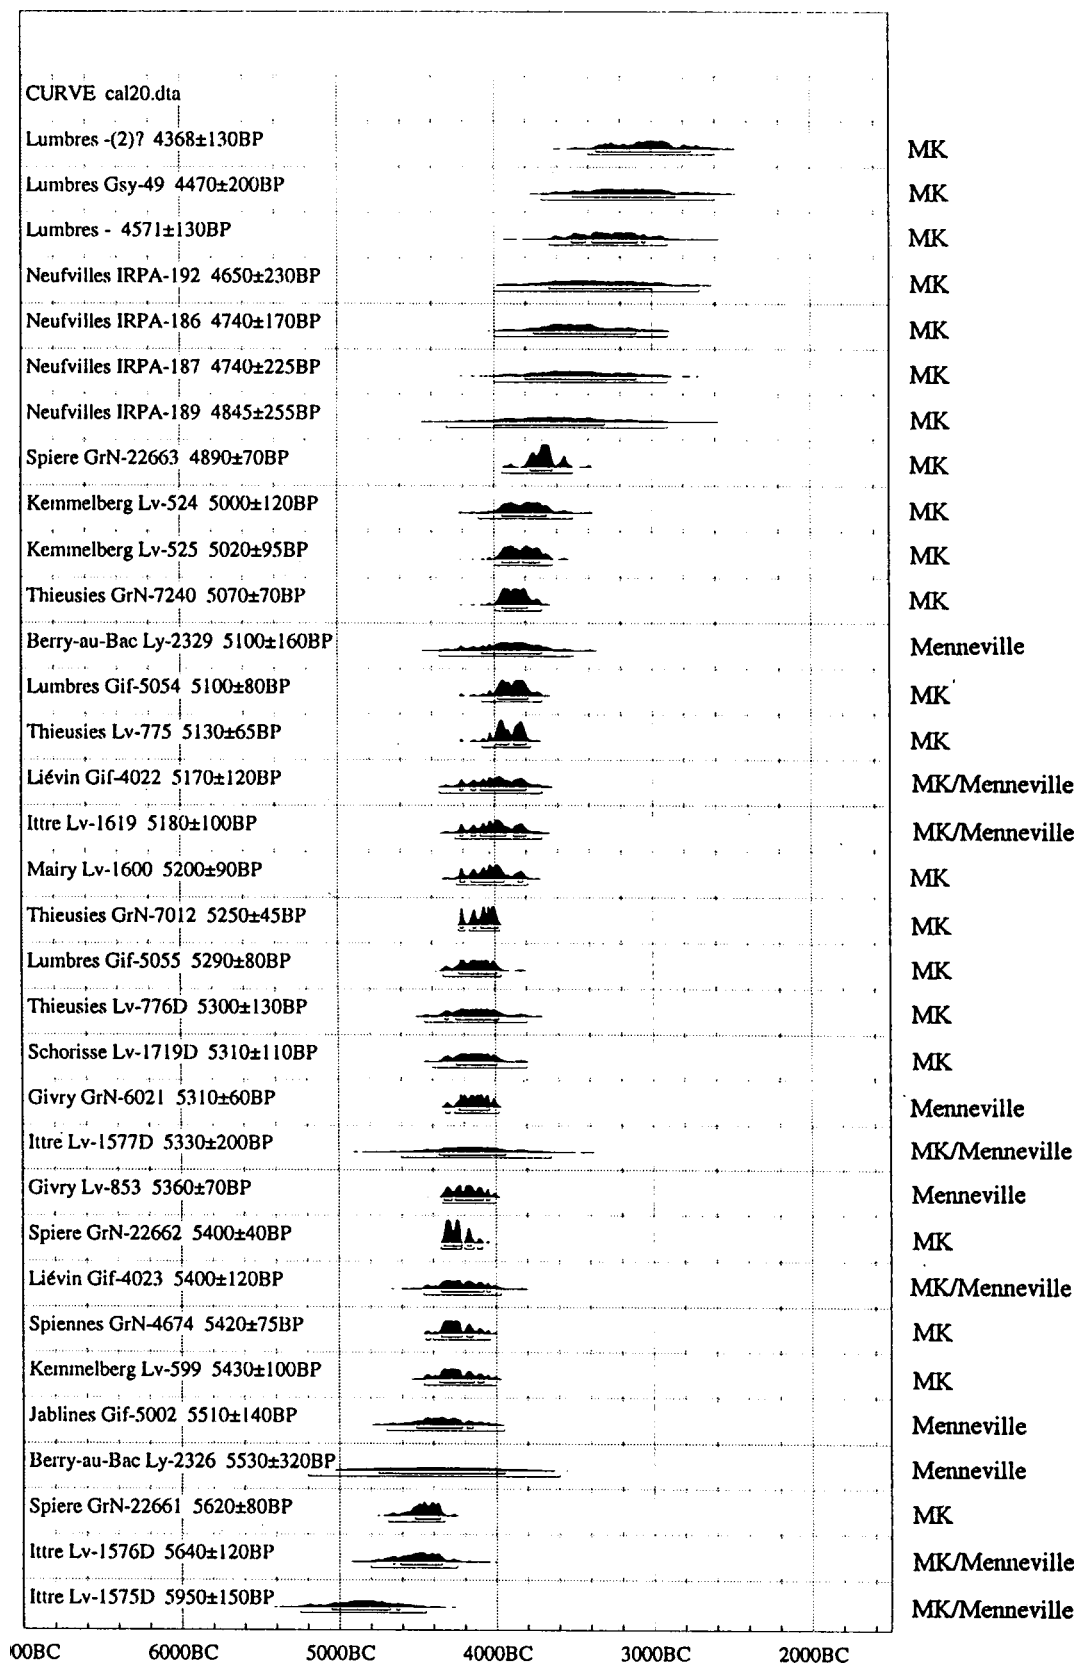 CURVE cal20.dta
Lumbres -(2)? 4368±130BP MK
Lumbres Gsy-49 4470±200BP MK
Lumbres - 4571±130BP MK
Neufvilles IRPA-192 4650±230BP MK
Neufvilles IRPA-186 4740±170BP MK
Neufvilles IRPA-187 4740±225BP MK
Neufvilles IRPA-189 4845±255BP MK
Spiere GrN-22663 4890±70BP MK
Kemmelberg Lv-524 5000±120BP MK
Kemmelberg Lv-525 5020±95BP MK
Thieusies GrN-7240 5070±70BP MK
Berry-au-Bac Ly-2329 5100±160BP Menneville
Lumbres Gif-5054 5100±80BP MK
Thieusies Lv-775 5130±65BP MK
Liévin Gif-4022 5170±120BP MK/Menneville
Ittre Lv-1619 5180±100BP MK/Menneville
Mairy Lv-1600 5200±90BP MK
Thieusies GrN-7012 5250±45BP MK
Lumbres Gif-5055 5290±80BP MK
Thieusies Lv-776D 5300±130BP MK
Schorisse Lv-1719D 5310±110BP MK
Givry GrN-6021 5310±60BP Menneville
Ittre Lv-1577D 5330±200BP MK/Menneville
Givry Lv-853 5360±70BP Menneville
Spiere GrN-22662 5400±40BP MK
Liévin Gif-4023 5400±120BP MK/Menneville
Spiennes GrN-4674 5420±75BP MK
Kemmelberg Lv-599 5430±100BP MK
Jablines Gif-5002 5510±140BP Menneville
Berry-au-Bac Ly-2326 5530±320BP Menneville
Spiere GrN-22661 5620±80BP MK
Ittre Lv-1576D 5640±120BP MK/Menneville
Ittre Lv-1575D 5950±150BP MK/Menneville
00BC 6000BC 5000BC 4000BC 3000BC 2000BC